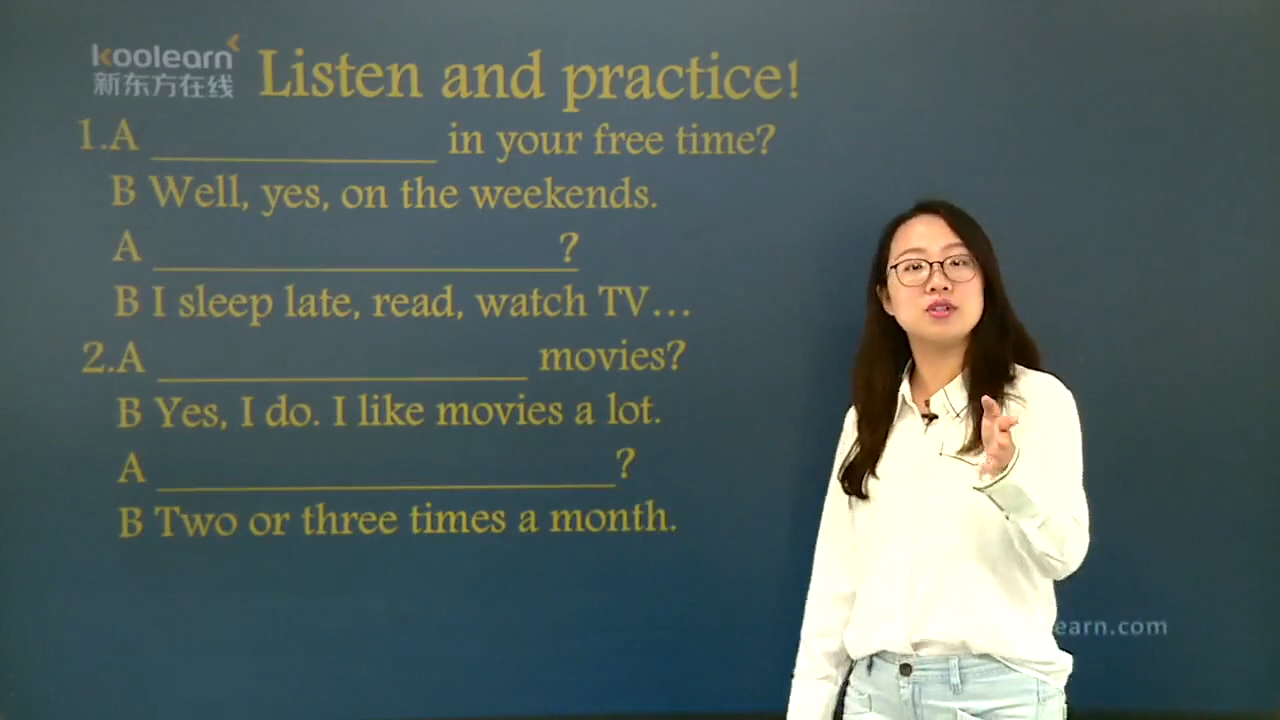 koolearn
新东方在线
Listen and practice!
1.A ______________ in your free time?
B Well, yes, on the weekends.
A ____________________?
B I sleep late, read, watch TV…
2.A __________________ movies?
B Yes, I do. I like movies a lot.
A ______________________?
B Two or three times a month.
earn.com